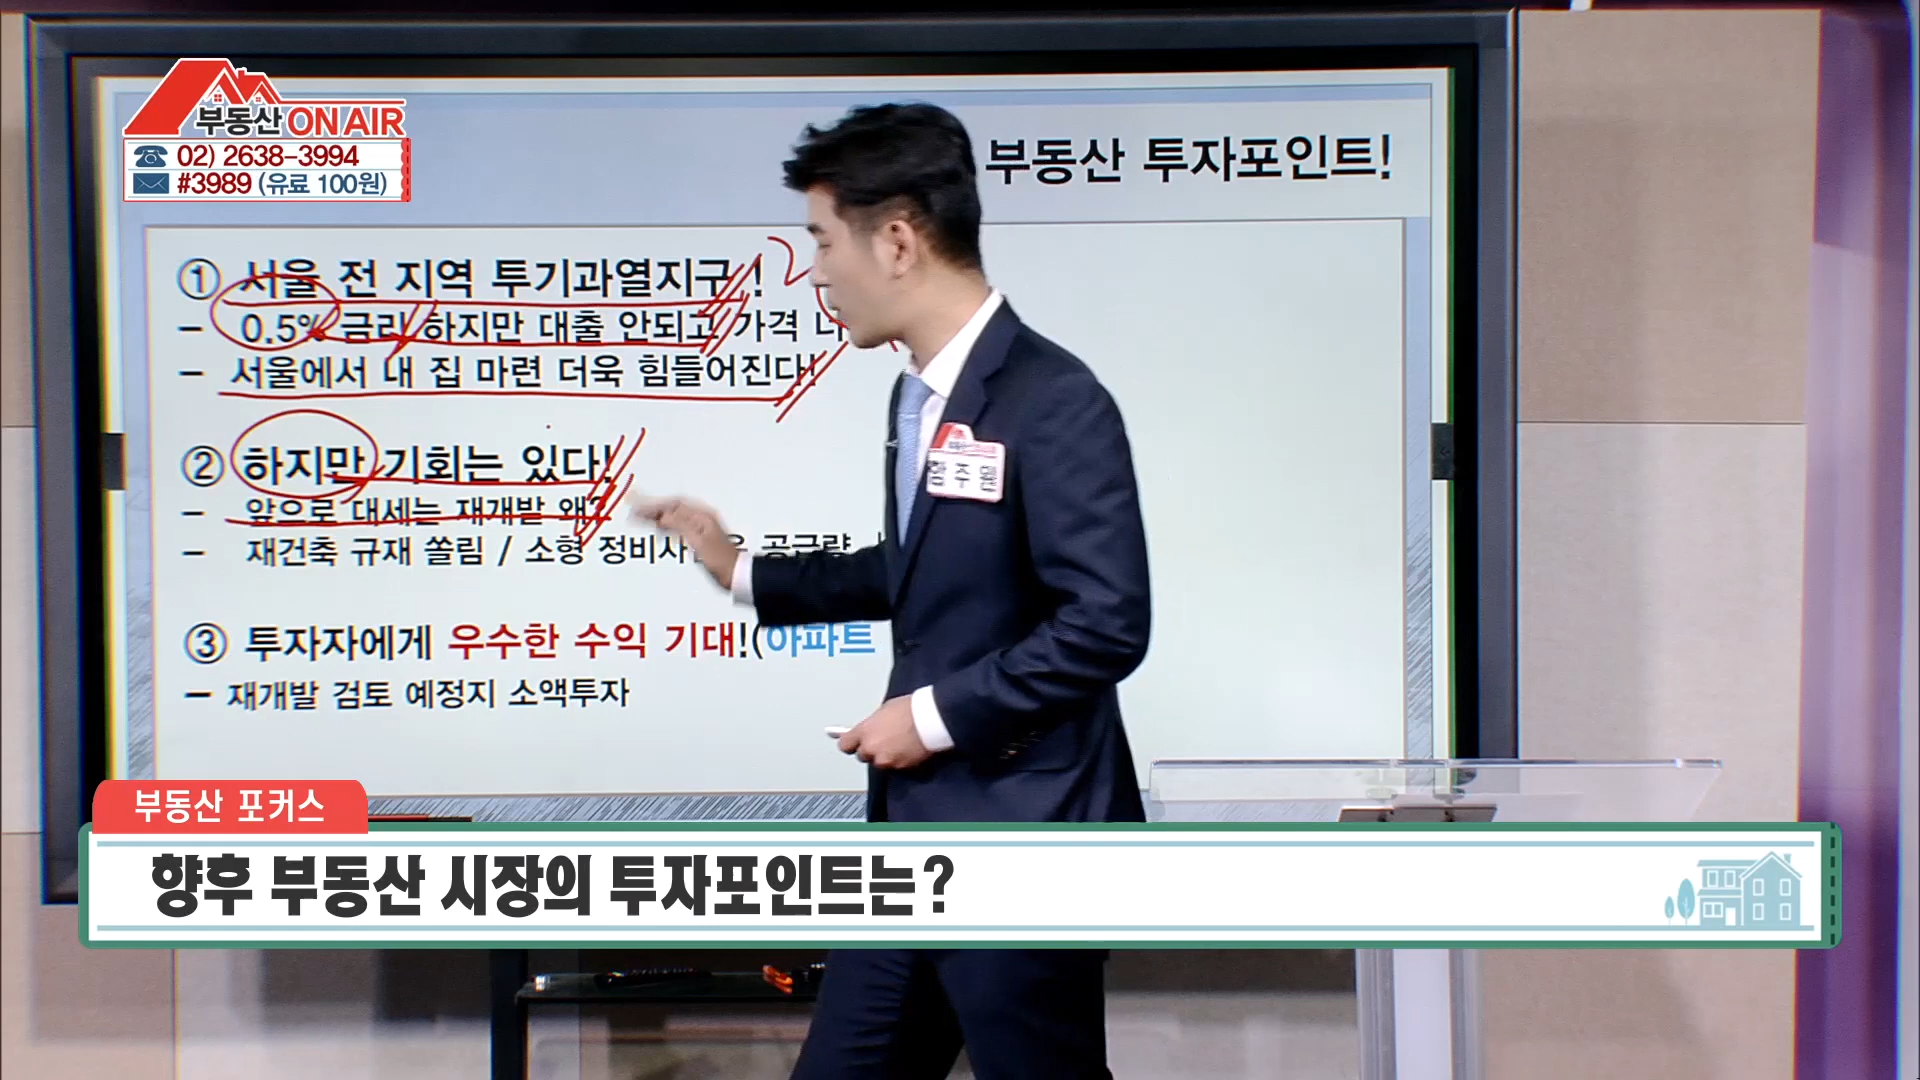 부동산 ON AIR
02) 2638-3994
#3989 (유료 100원)
부동산 투자포인트!
① 서울 전 지역 투기과열지구!
- 0.5% 금리 하지만 대출 안되고 가격
- 서울에서 내 집 마련 더욱 힘들어진다!
② 하지만 기회는 있다!
- 앞으로 대세는 재개발 왜?
- 재건축 규재 쏠림 / 소형 정비사 공급량
③ 투자자에게 우수한 수익 기대!(아파트
- 재개발 검토 예정지 소액투자
함주원
부동산 포커스
향후 부동산 시장의 투자포인트는?